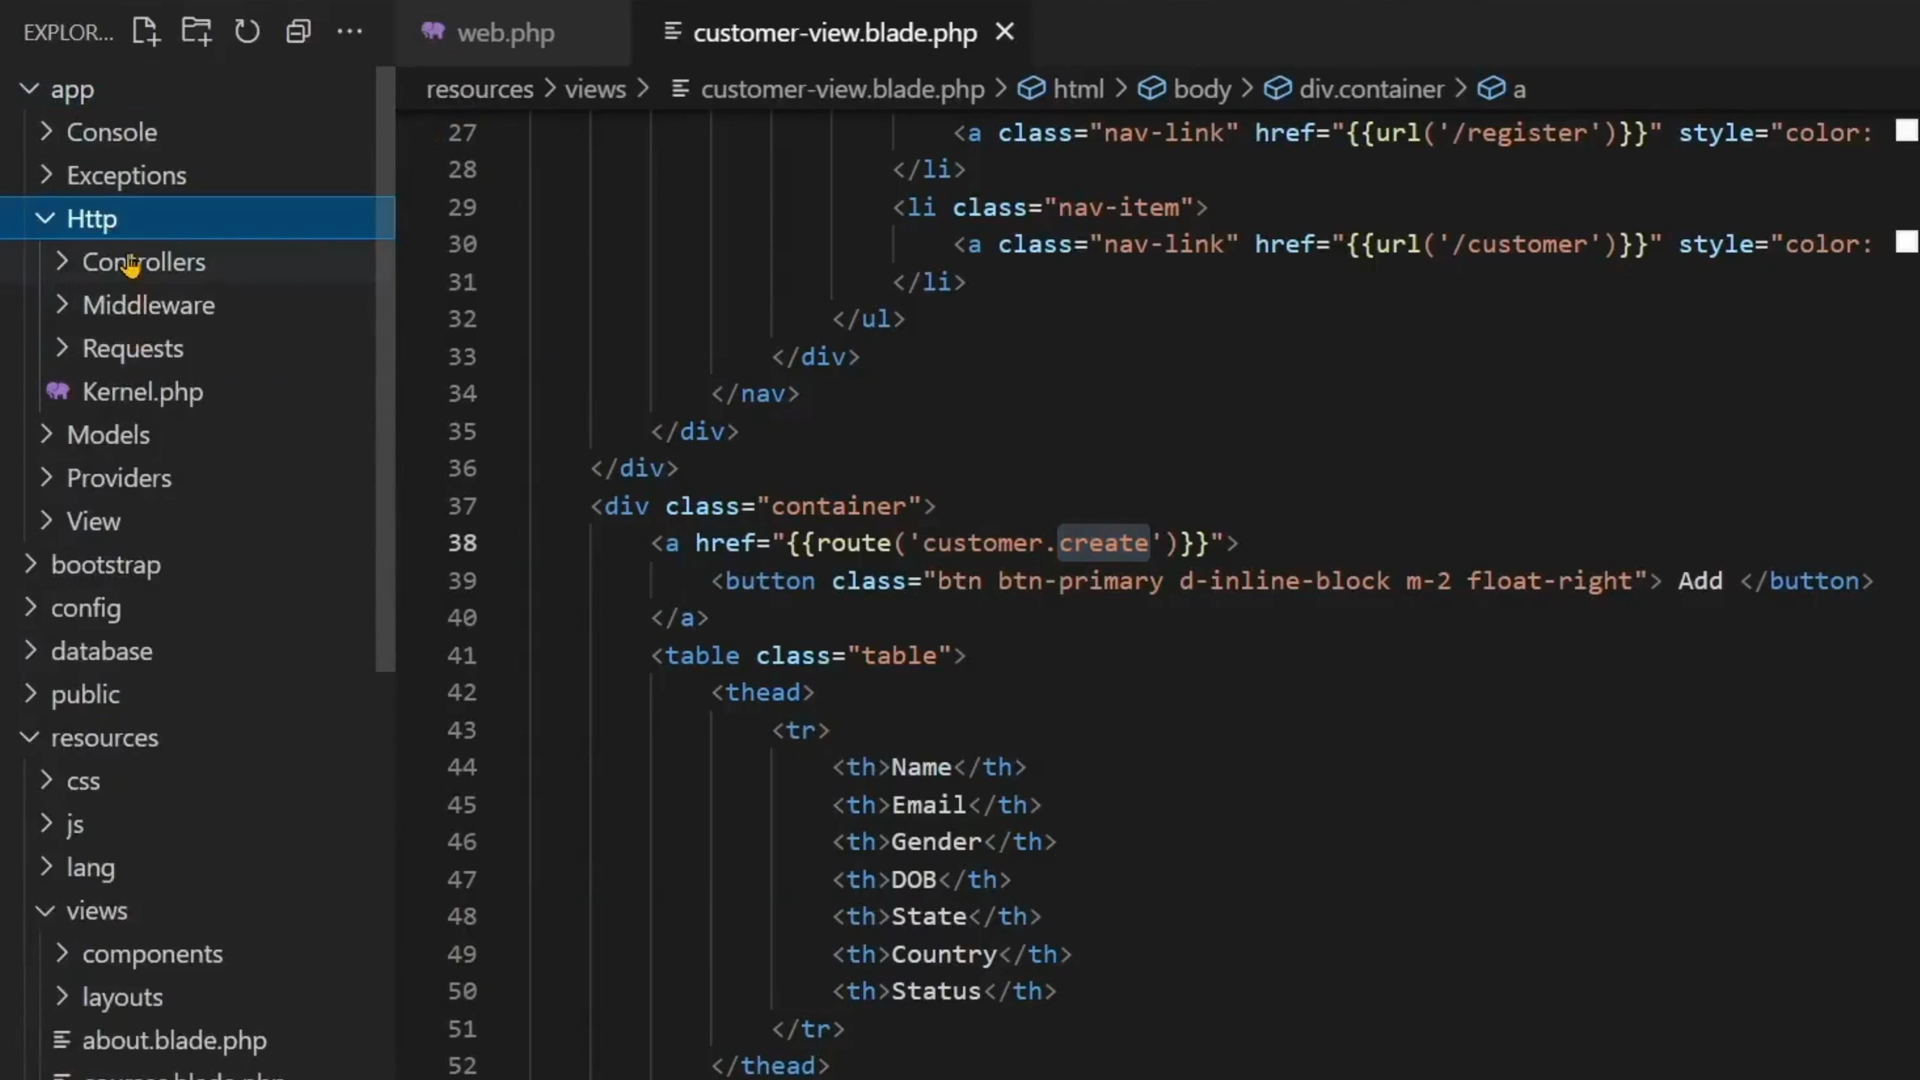 EXPLOR...
app
Console
Exceptions
Http
Controllers
Middleware
Requests
Kernel.php
Models
Providers
View
bootstrap
config
database
public
resources
css
js
lang
views
components
layouts
about.blade.php
web.php
customer-view.blade.php
resources > views > customer-view.blade.php > html > body > div.container > a
27 <a class="nav-link" href="{{url('/register')}}" style="color:
28 </li>
29 <li class="nav-item">
30 <a class="nav-link" href="{{url('/customer')}}" style="color:
31 </li>
32 </ul>
33 </div>
34 </nav>
35 </div>
36 </div>
37 <div class="container">
38 <a href="{{route('customer.create')}}">
39 <button class="btn btn-primary d-inline-block m-2 float-right"> Add </button>
40 </a>
41 <table class="table">
42 <thead>
43 <tr>
44 <th>Name</th>
45 <th>Email</th>
46 <th>Gender</th>
47 <th>DOB</th>
48 <th>State</th>
49 <th>Country</th>
50 <th>Status</th>
51 </tr>
52 </thead>